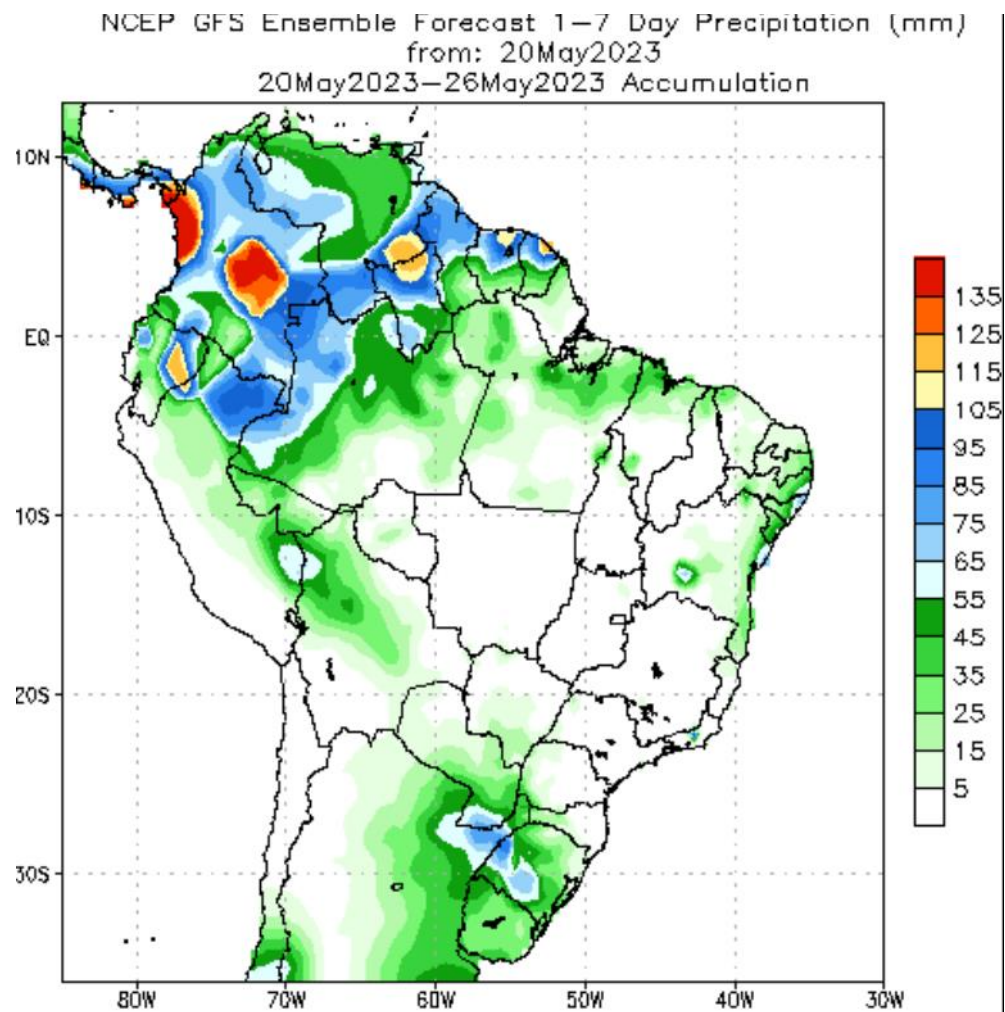 NCEP GFS Ensemble Forecast 1–7 Day Precipitation (mm)
from: 20May2023
20May2023–26May2023 Accumulation
10N
EQ
10S
20S
30S
80W 70W 60W 50W 40W 30W
135
125
115
105
95
85
75
65
55
45
35
25
15
5